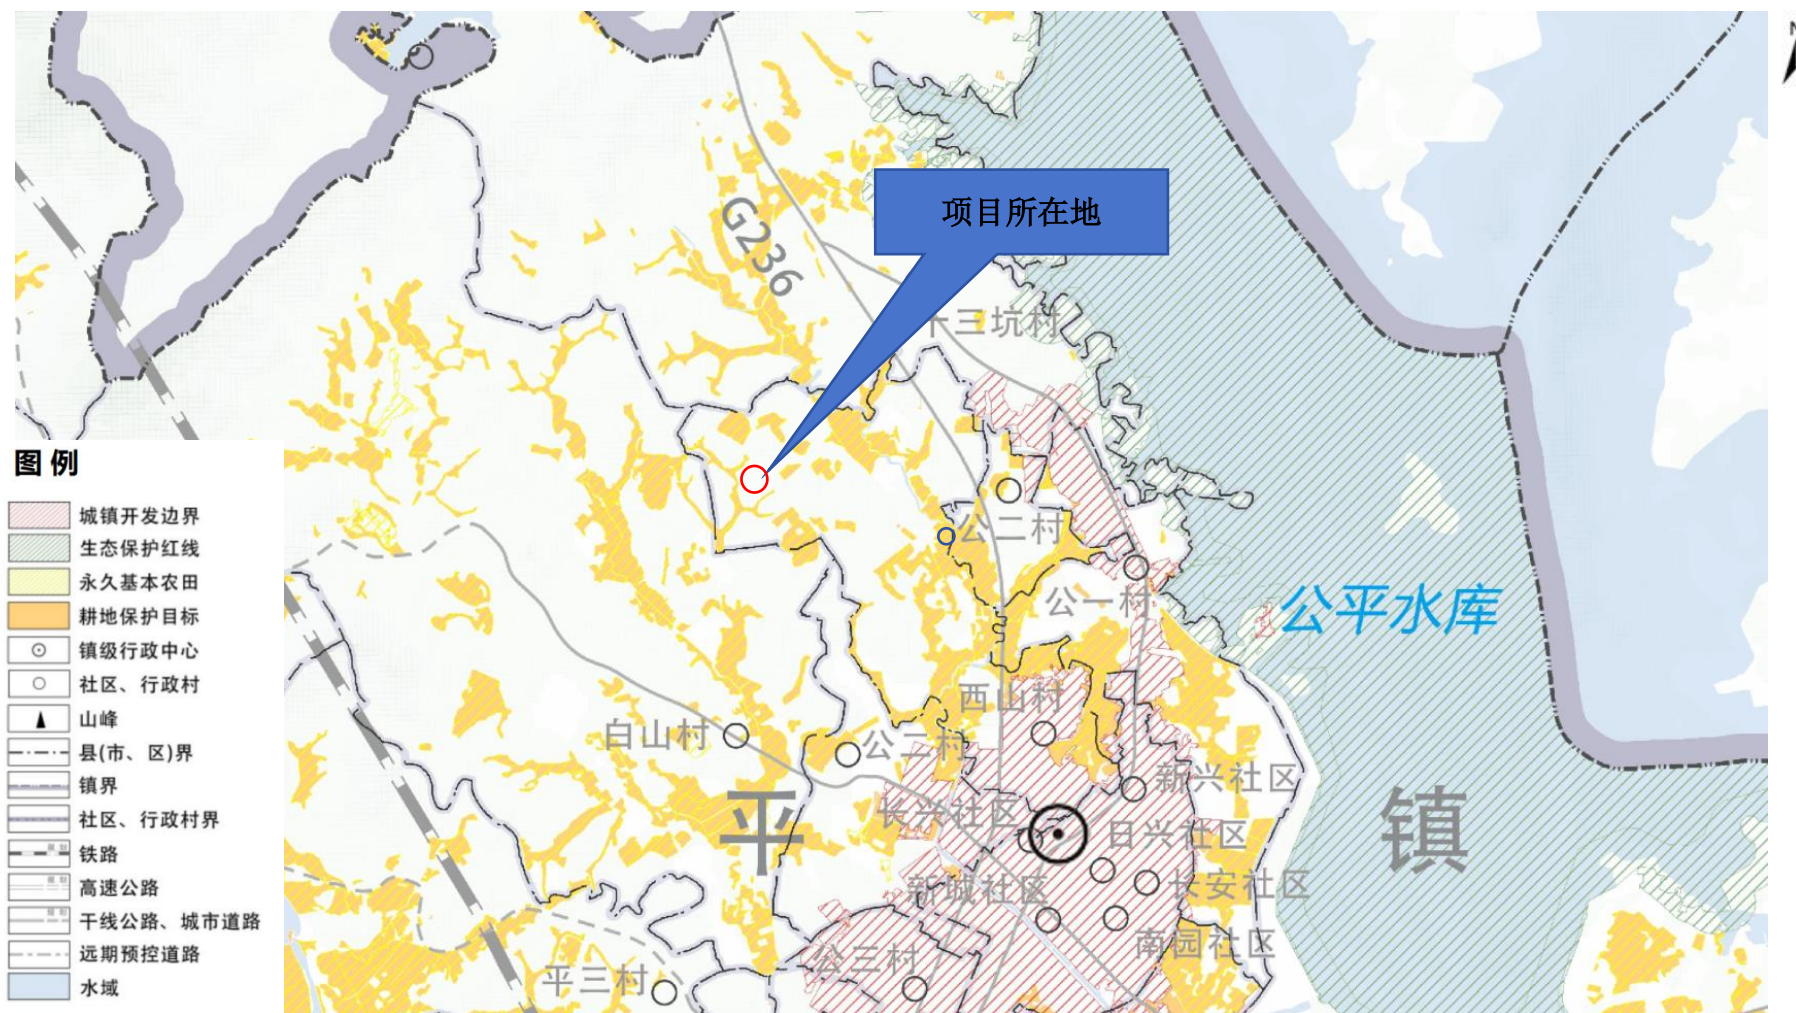 N
项目所在地
G236
十三坑村
公二村
公一村
公平水库
西山村
白山村
公二村
新兴社区
平
长兴社区
日兴社区
镇
新城社区
长安社区
南园社区
公三村
平三村
图例
城镇开发边界
生态保护红线
永久基本农田
耕地保护目标
镇级行政中心
社区、行政村
山峰
县(市、区)界
镇界
社区、行政村界
铁路
高速公路
干线公路、城市道路
远期预控道路
水域